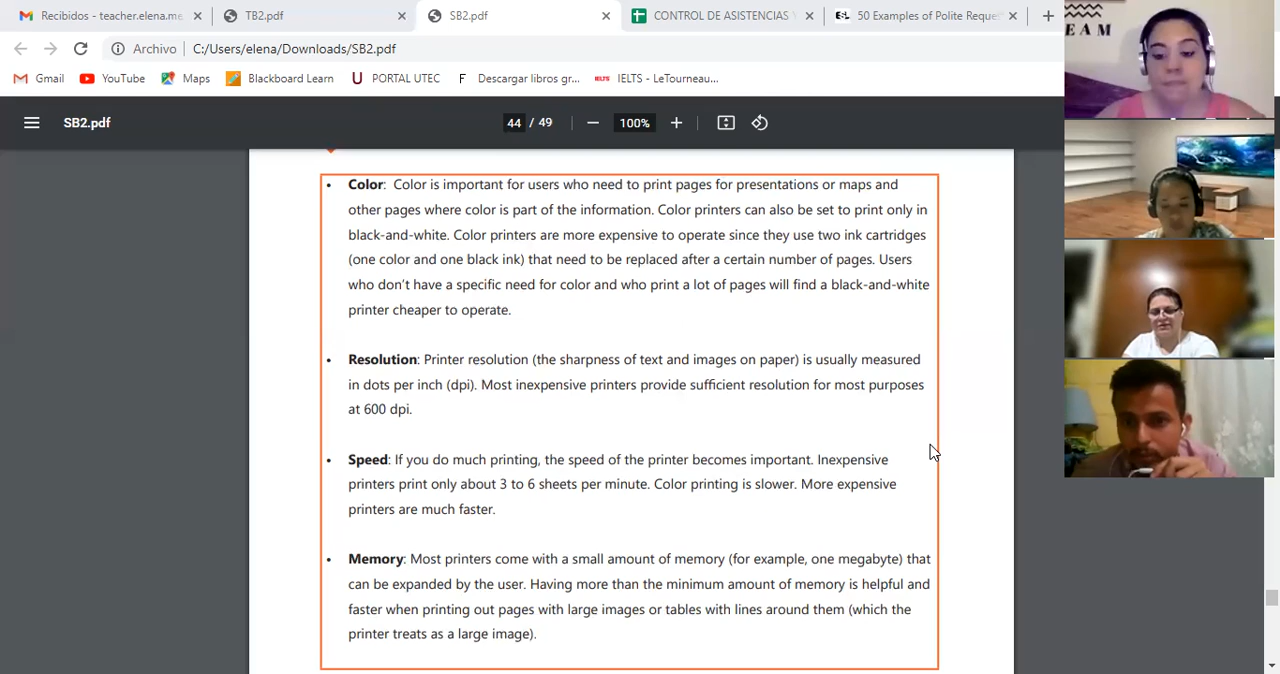 Recibidos - teacher.elena.me
TB2.pdf
SB2.pdf
CONTROL DE ASISTENCIAS
50 Examples of Polite Reque
Archivo C:/Users/elena/Downloads/SB2.pdf
Gmail YouTube Maps Blackboard Learn PORTAL UTEC Descargar libros gr... IELTS - LeTourneau...
SB2.pdf 44 / 49 100%
• Color: Color is important for users who need to print pages for presentations or maps and
other pages where color is part of the information. Color printers can also be set to print only in
black-and-white. Color printers are more expensive to operate since they use two ink cartridges
(one color and one black ink) that need to be replaced after a certain number of pages. Users
who don't have a specific need for color and who print a lot of pages will find a black-and-white
printer cheaper to operate.
• Resolution: Printer resolution (the sharpness of text and images on paper) is usually measured
in dots per inch (dpi). Most inexpensive printers provide sufficient resolution for most purposes
at 600 dpi.
• Speed: If you do much printing, the speed of the printer becomes important. Inexpensive
printers print only about 3 to 6 sheets per minute. Color printing is slower. More expensive
printers are much faster.
• Memory: Most printers come with a small amount of memory (for example, one megabyte) that
can be expanded by the user. Having more than the minimum amount of memory is helpful and
faster when printing out pages with large images or tables with lines around them (which the
printer treats as a large image).
EAM